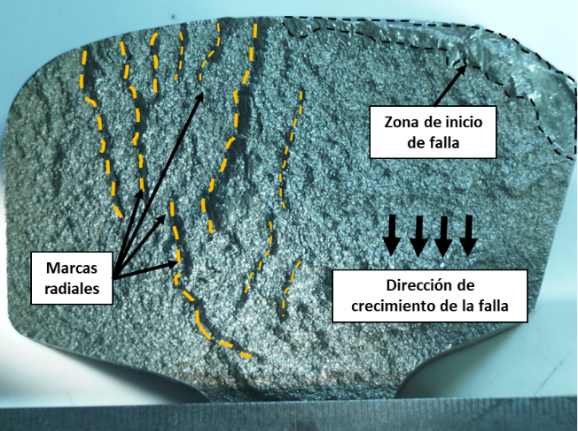 Zona de inicio
de falla
Marcas
radiales
Dirección de
crecimiento de la falla